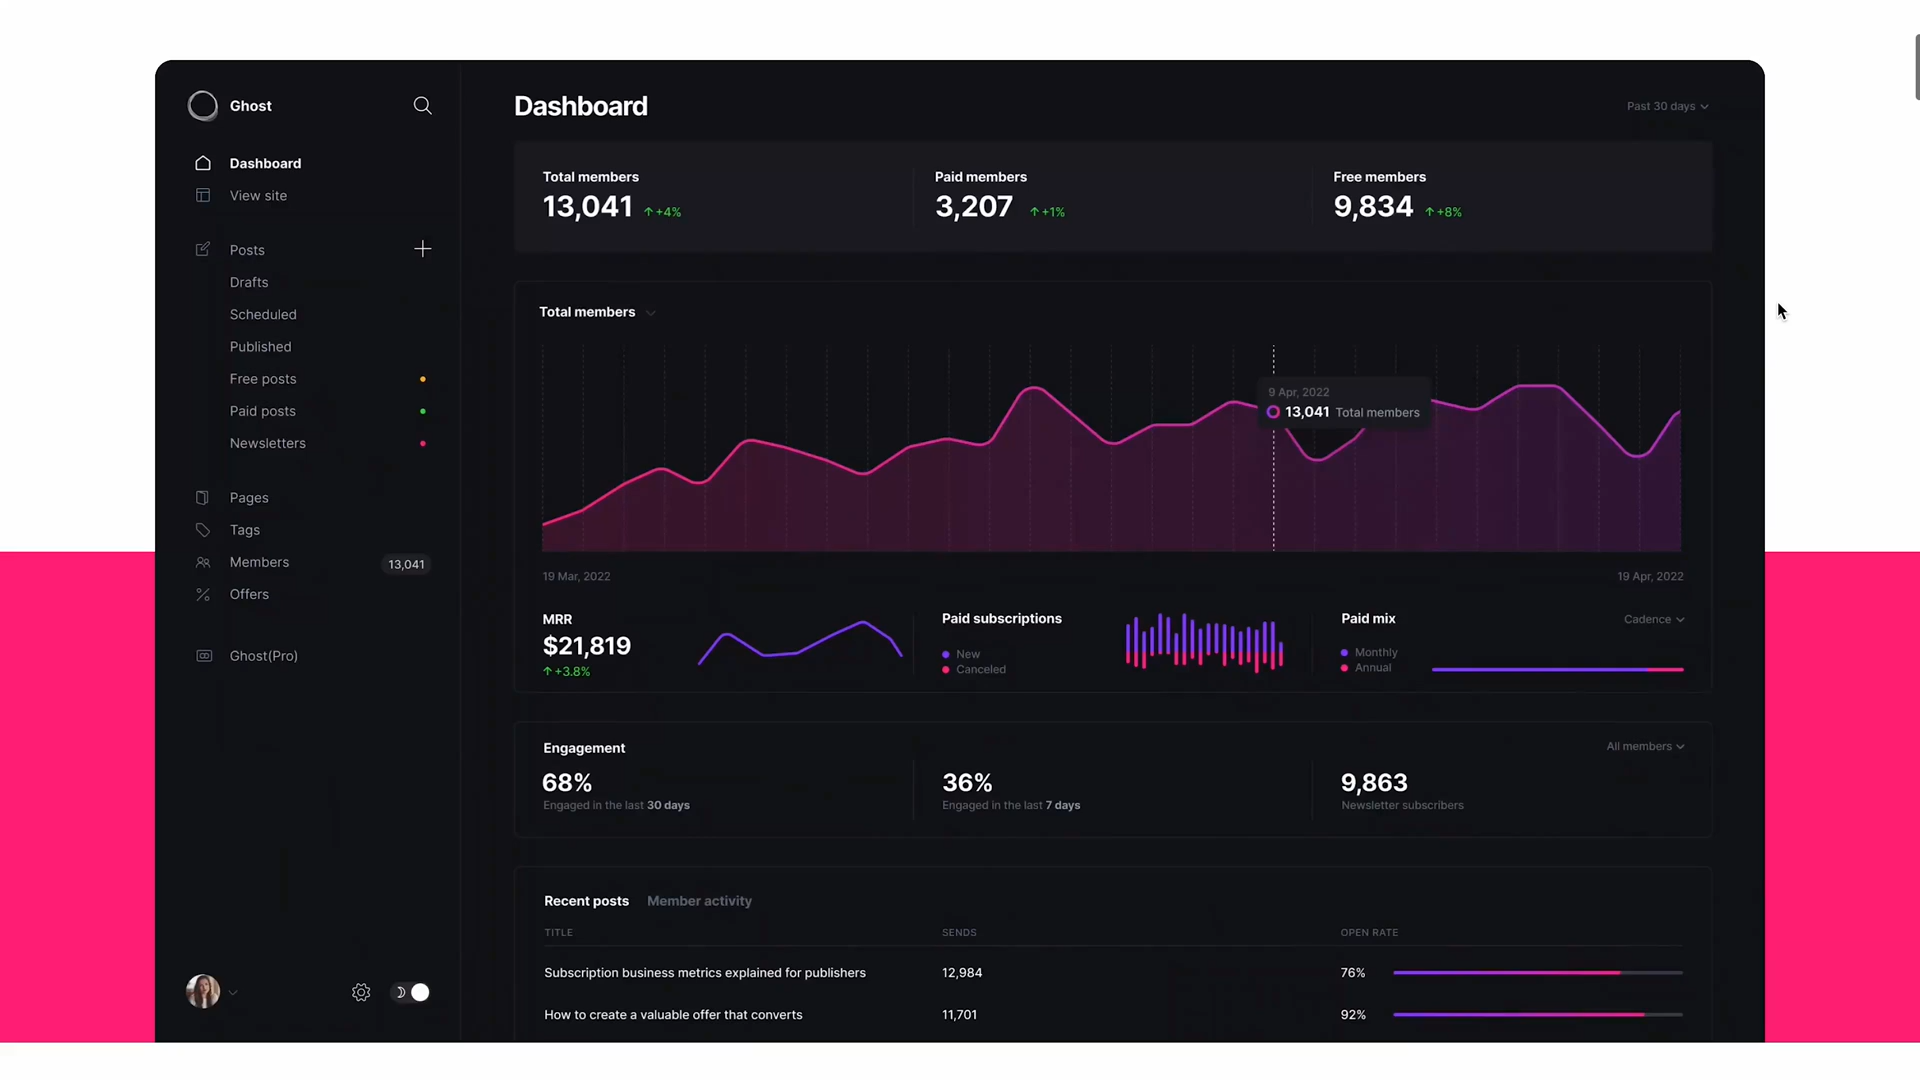 Ghost
Dashboard
View site
Posts
Drafts
Scheduled
Published
Free posts
Paid posts
Newsletters
Pages
Tags
Members 13,041
Offers
Ghost(Pro)
Dashboard
Past 30 days
Total members
13,041 ↑+4%
Paid members
3,207 ↑+1%
Free members
9,834 ↑+8%
Total members
9 Apr, 2022
13,041 Total members
19 Mar, 2022
19 Apr, 2022
MRR
$21,819
↑+3.8%
Paid subscriptions
New
Canceled
Paid mix
Cadence
Monthly
Annual
Engagement
All members
68%
Engaged in the last 30 days
36%
Engaged in the last 7 days
9,863
Newsletter subscribers
Recent posts Member activity
TITLE SENDS OPEN RATE
Subscription business metrics explained for publishers 12,984 76%
How to create a valuable offer that converts 11,701 92%